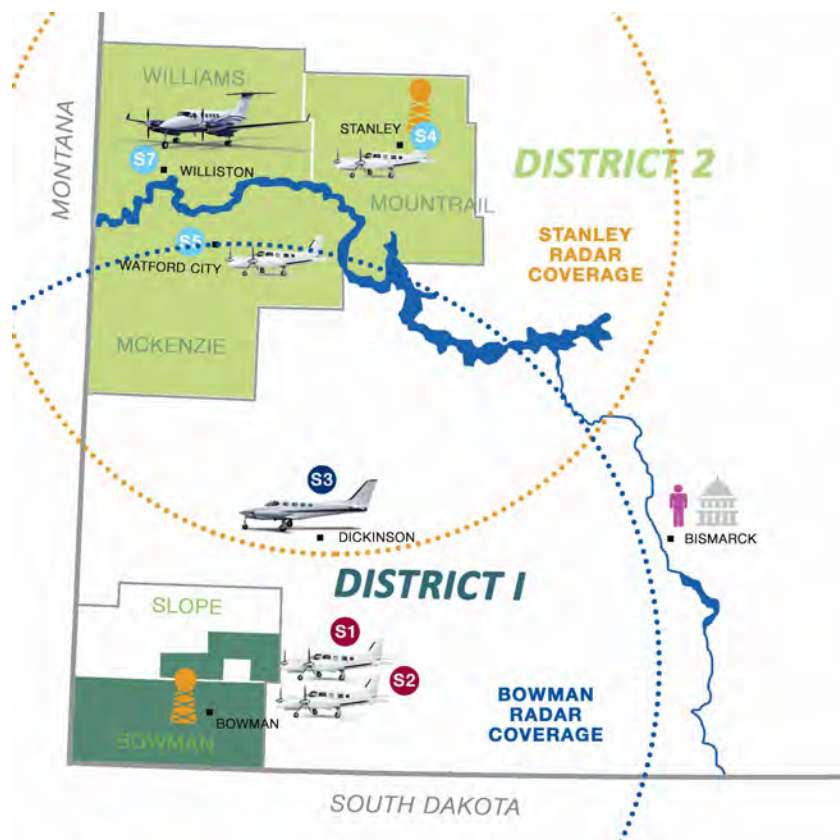 WILLIAMS
MONTANA
STANLEY
S4
S7
WILLISTON
DISTRICT 2
MOUNTRAIL
STANLEY
RADAR
COVERAGE
S5
WATFORD CITY
MCKENZIE
S3
DICKINSON
BISMARCK
DISTRICT I
SLOPE
S1
S2
BOWMAN
BOWMAN
BOWMAN
RADAR
COVERAGE
SOUTH DAKOTA